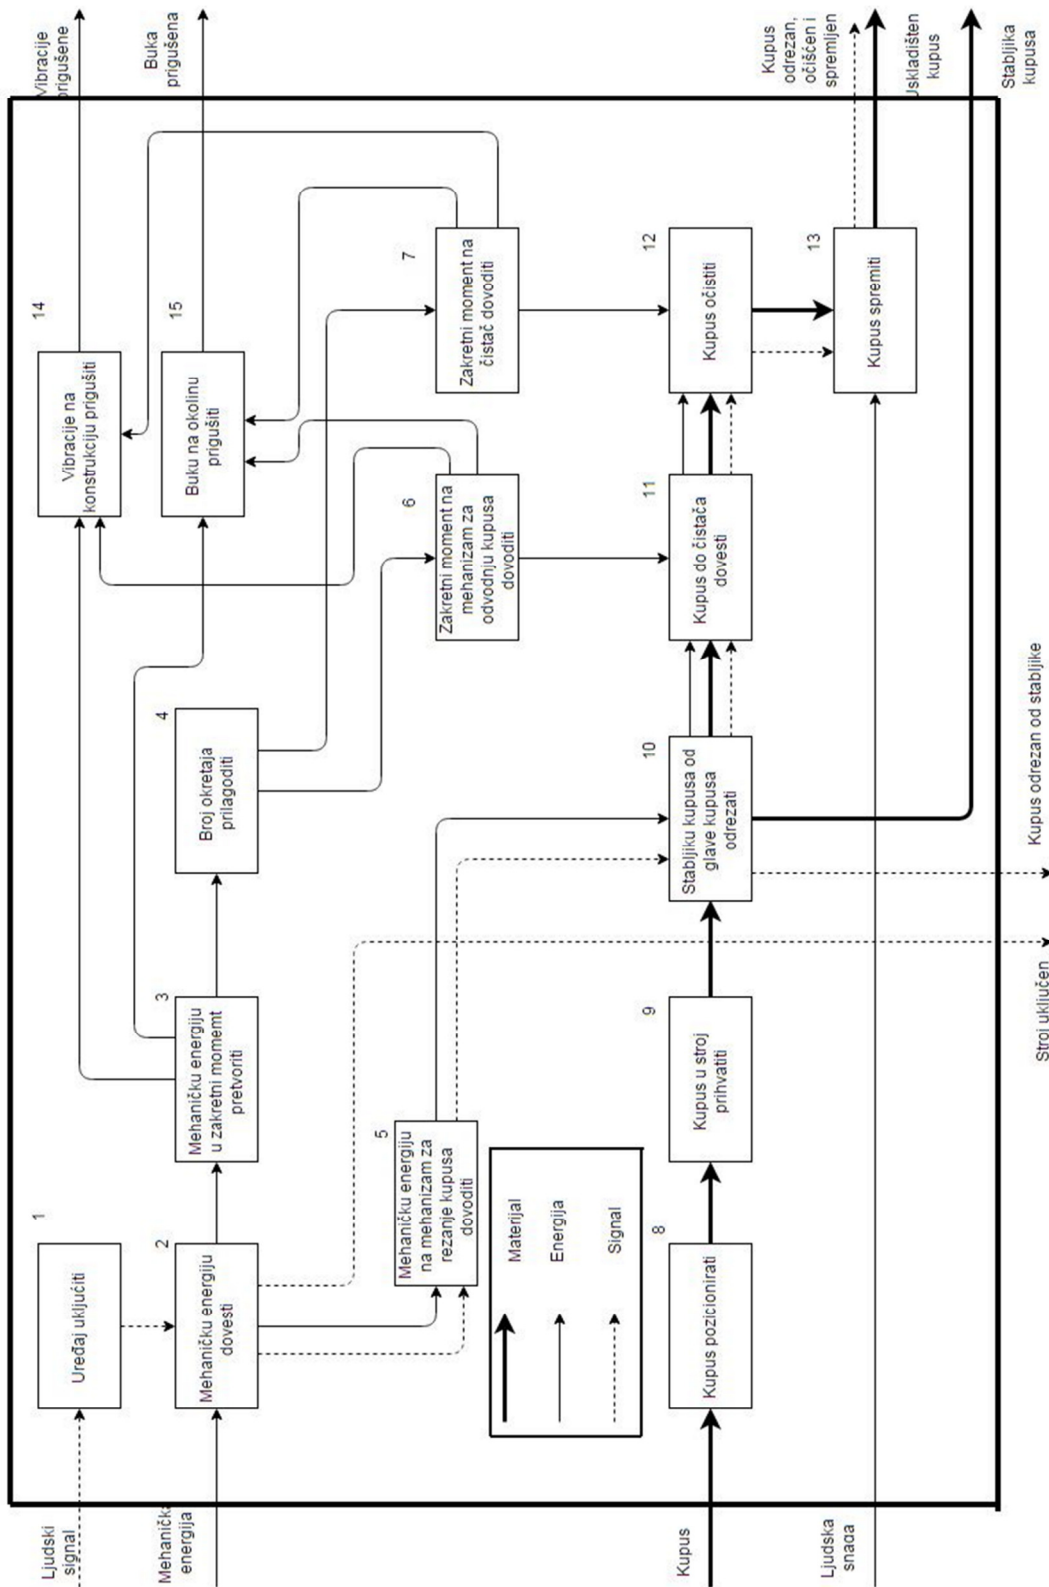 Ljudski
signal
Mehanička
energija
Kupus
Ljudska
snaga
1
Uređaj uključiti
2
Mehaničku energiju
dovesti
3
Mehaničku energiju
u zakretni momemt
pretvoriti
4
Broj okretaja
prilagoditi
5
Mehaničku energiju
na mehanizam za
rezanje kupusa
dovoditi
6
Zakretni moment na
mehanizam za
odvodnju kupusa
dovoditi
7
Zakretni moment na
čistač dovoditi
8
Kupus pozicionirati
9
Kupus u stroj
prihvatiti
10
Stabljiku kupusa od
glave kupusa
odrezati
11
Kupus do čistača
dovesti
12
Kupus očistiti
13
Kupus spremiti
14
Vibracije na
konstrukciju prigušiti
15
Buku na okolinu
prigušiti
Materijal
Energija
Signal
Vibracije
prigušene
Buka
prigušena
Kupus
odrezan,
očišćen i
spremljen
Uskladišten
kupus
Stabljika
kupusa
Stroj uključen
Kupus odrezan od stabljike